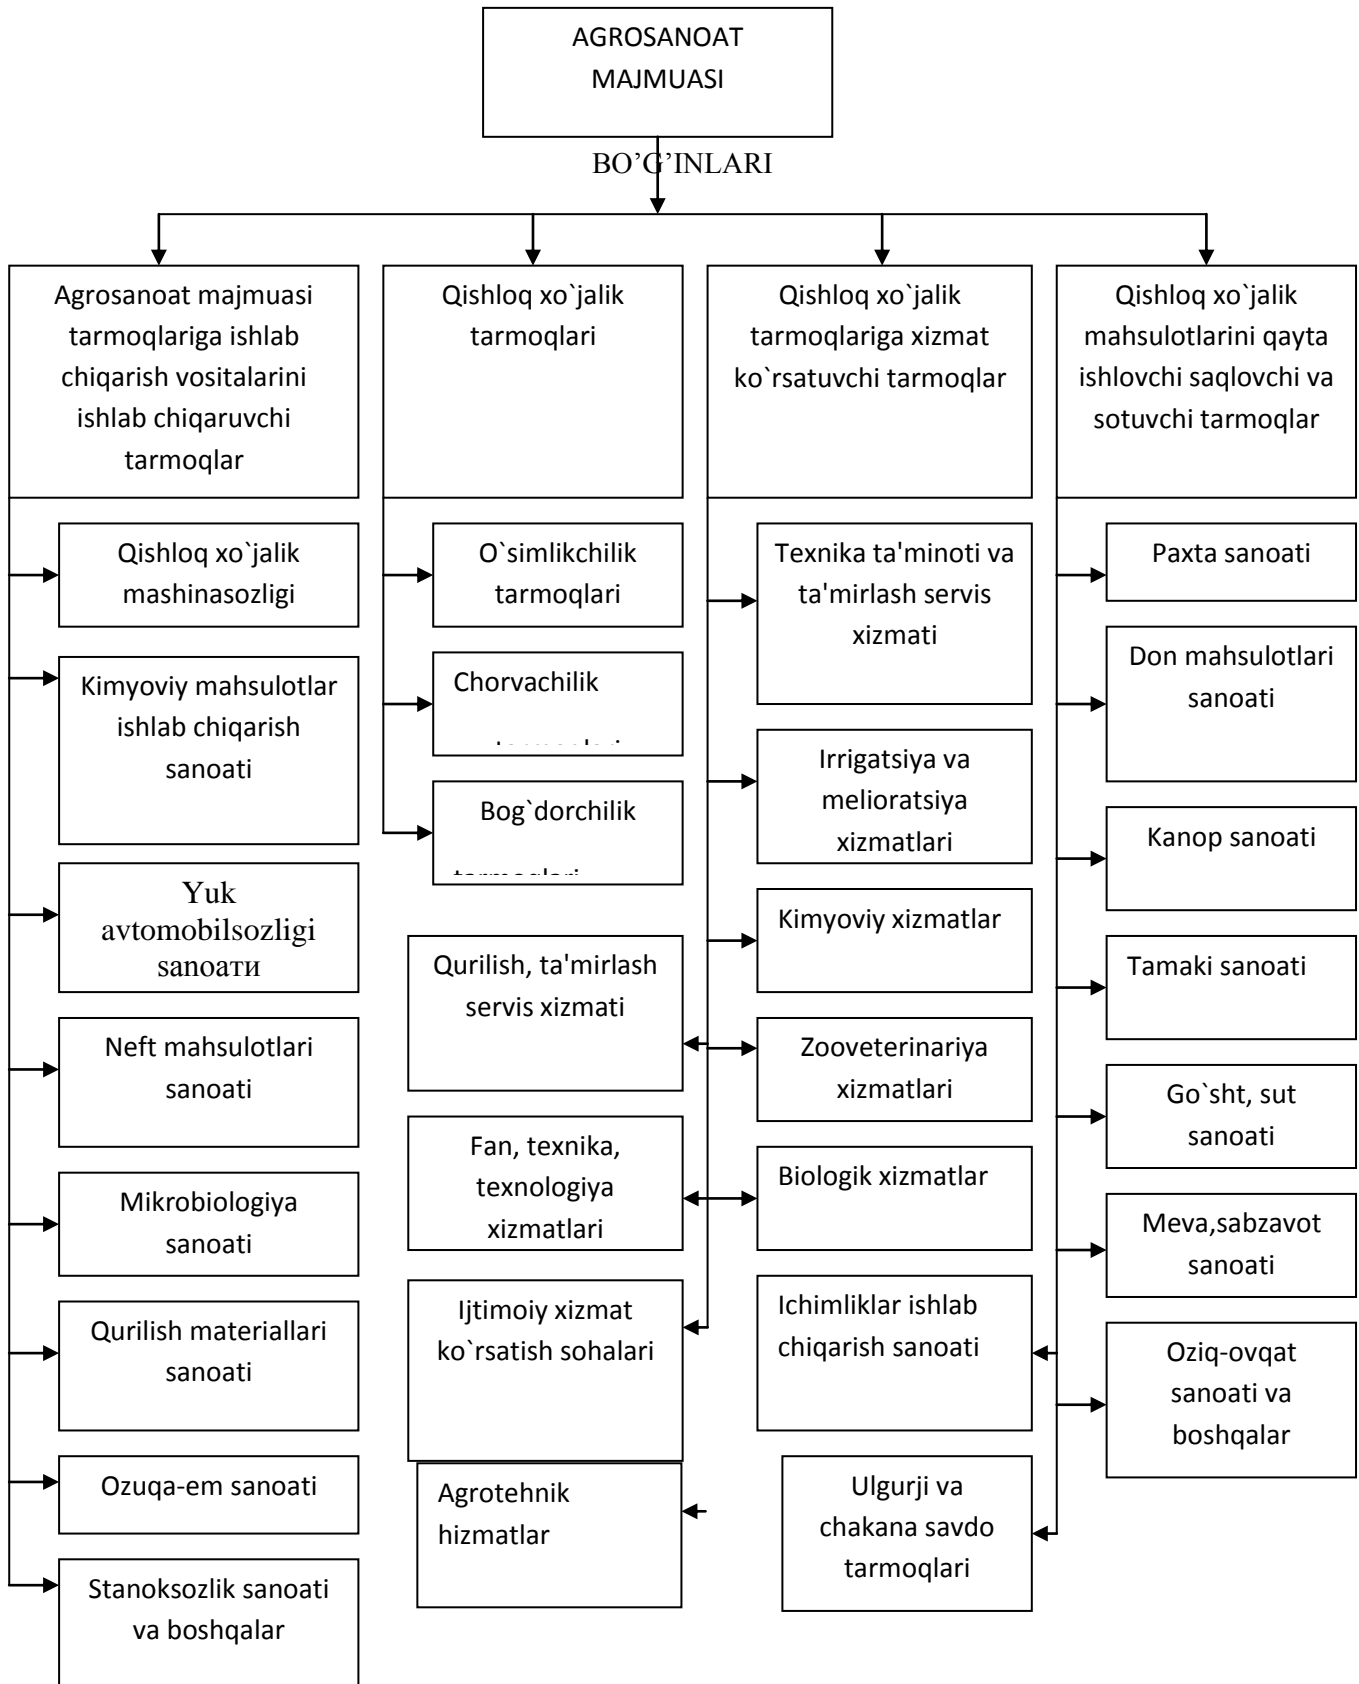 AGROSANOAT
MAJMUASI
BO’G’INLARI
Agrosanoat majmuasi
tarmoqlariga ishlab
chiqarish vositalarini
ishlab chiqaruvchi
tarmoqlar
Qishloq xo`jalik
tarmoqlari
Qishloq xo`jalik
tarmoqlariga xizmat
ko`rsatuvchi tarmoqlar
Qishloq xo`jalik
mahsulotlarini qayta
ishlovchi saqlovchi va
sotuvchi tarmoqlar
Qishloq xo`jalik
mashinasozligi
Kimyoviy mahsulotlar
ishlab chiqarish
sanoati
Yuk
avtomobilsozligi
sanoати
Neft mahsulotlari
sanoati
Mikrobiologiya
sanoati
Qurilish materiallari
sanoati
Ozuqa-em sanoati
Stanoksozlik sanoati
va boshqalar
O`simlikchilik
tarmoqlari
Chorvachilik
Bog`dorchilik
Qurilish, ta'mirlash
servis xizmati
Fan, texnika,
texnologiya
xizmatlari
Ijtimoiy xizmat
ko`rsatish sohalari
Agrotehnik
hizmatlar
Texnika ta'minoti va
ta'mirlash servis
xizmati
Irrigatsiya va
melioratsiya
xizmatlari
Kimyoviy xizmatlar
Zooveterinariya
xizmatlari
Biologik xizmatlar
Ichimliklar ishlab
chiqarish sanoati
Ulgurji va
chakana savdo
tarmoqlari
Paxta sanoati
Don mahsulotlari
sanoati
Kanop sanoati
Tamaki sanoati
Go`sht, sut
sanoati
Meva,sabzavot
sanoati
Oziq-ovqat
sanoati va
boshqalar